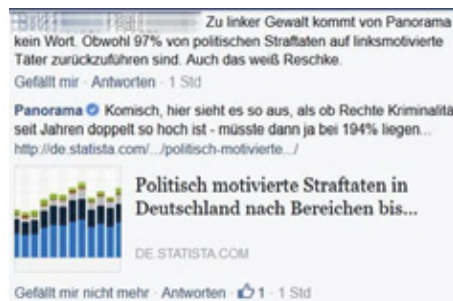 Zu linker Gewalt kommt von Panorama
kein Wort. Obwohl 97% von politischen Straftaten auf linksmotivierte
Täter zurückzuführen sind. Auch das weiß Reschke.
Gefällt mir · Antworten · 1 Std
Panorama Komisch, hier sieht es so aus, als ob Rechte Kriminalitä
seit Jahren doppelt so hoch ist - müsste dann ja bei 194% liegen...
http://de.statista.com/.../politisch-motivierte.../
Politisch motivierte Straftaten in
Deutschland nach Bereichen bis...
DE.STATISTA.COM
Gefällt mir nicht mehr · Antworten · 1 · 1 Std